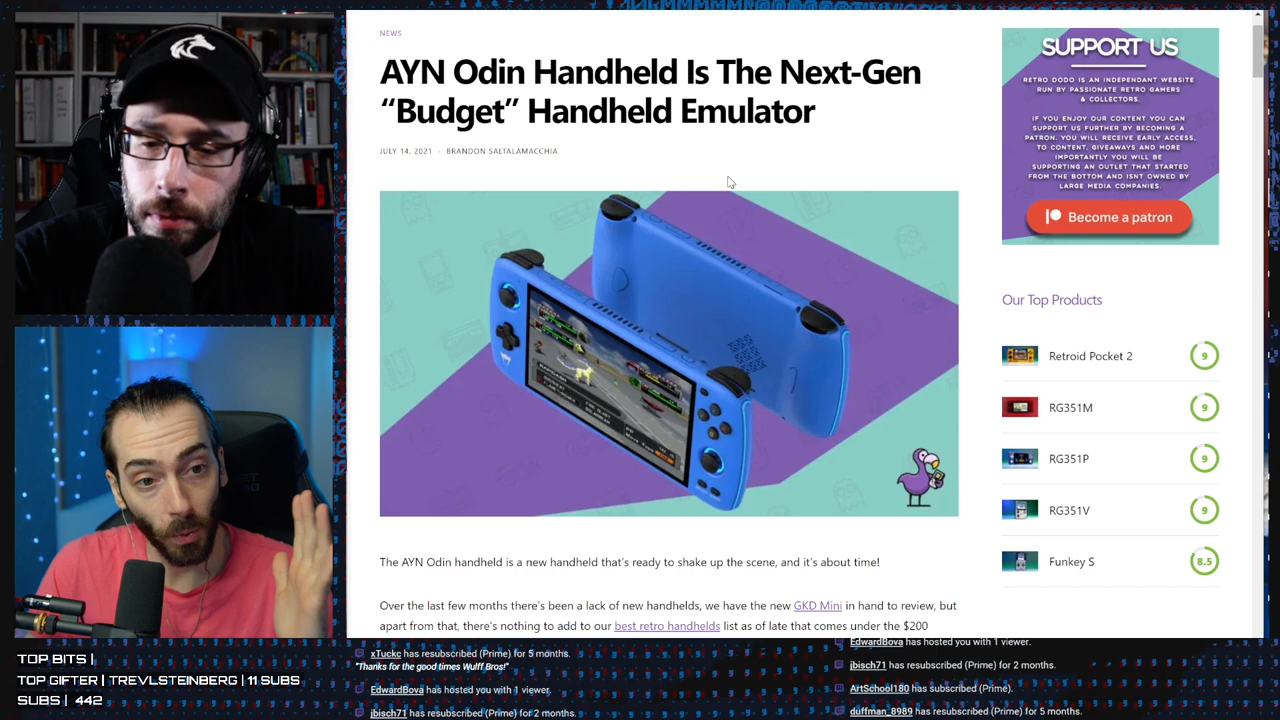 NEWS
AYN Odin Handheld Is The Next-Gen
“Budget” Handheld Emulator
JULY 14, 2021 · BRANDON SALTALAMACCHIA
The AYN Odin handheld is a new handheld that's ready to shake up the scene, and it's about time!
Over the last few months there's been a lack of new handhelds, we have the new GKD Mini in hand to review, but
apart from that, there's nothing to add to our best retro handhelds list as of late that comes under the $200
SUPPORT US
RETRO DODO IS AN INDEPENDANT WEBSITE
RUN BY PASSIONATE RETRO GAMERS
& COLLECTORS.
IF YOU ENJOY OUR CONTENT YOU CAN
SUPPORT US FURTHER BY BECOMING A
PATRON. YOU WILL RECEIVE EARLY ACCESS
TO CONTENT, GIVEAWAYS AND MORE
IMPORTANTLY YOU WILL BE
SUPPORTING AN OUTLET THAT STARTED
FROM THE BOTTOM AND ISNT OWNED BY
LARGE MEDIA COMPANIES.
Become a patron
Our Top Products
Retroid Pocket 2 9
RG351M 9
RG351P 9
RG351V 9
Funkey S 8.5
TOP BITS |
TOP GIFTER | TREVLSTEINBERG | 11 SUBS
SUBS | 442
xTuckc has resubscribed (Prime) for 5 months.
"Thanks for the good times Wulff Bros!"
EdwardBova has hosted you with 1 viewer.
jbisch71 has resubscribed (Prime) for 2 months.
EdwardBova has hosted you with 1 viewer.
jbisch71 has resubscribed (Prime) for 2 months.
ArtSchool180 has subscribed (Prime).
duffman_8989 has resubscribed (Prime) for 5 months.